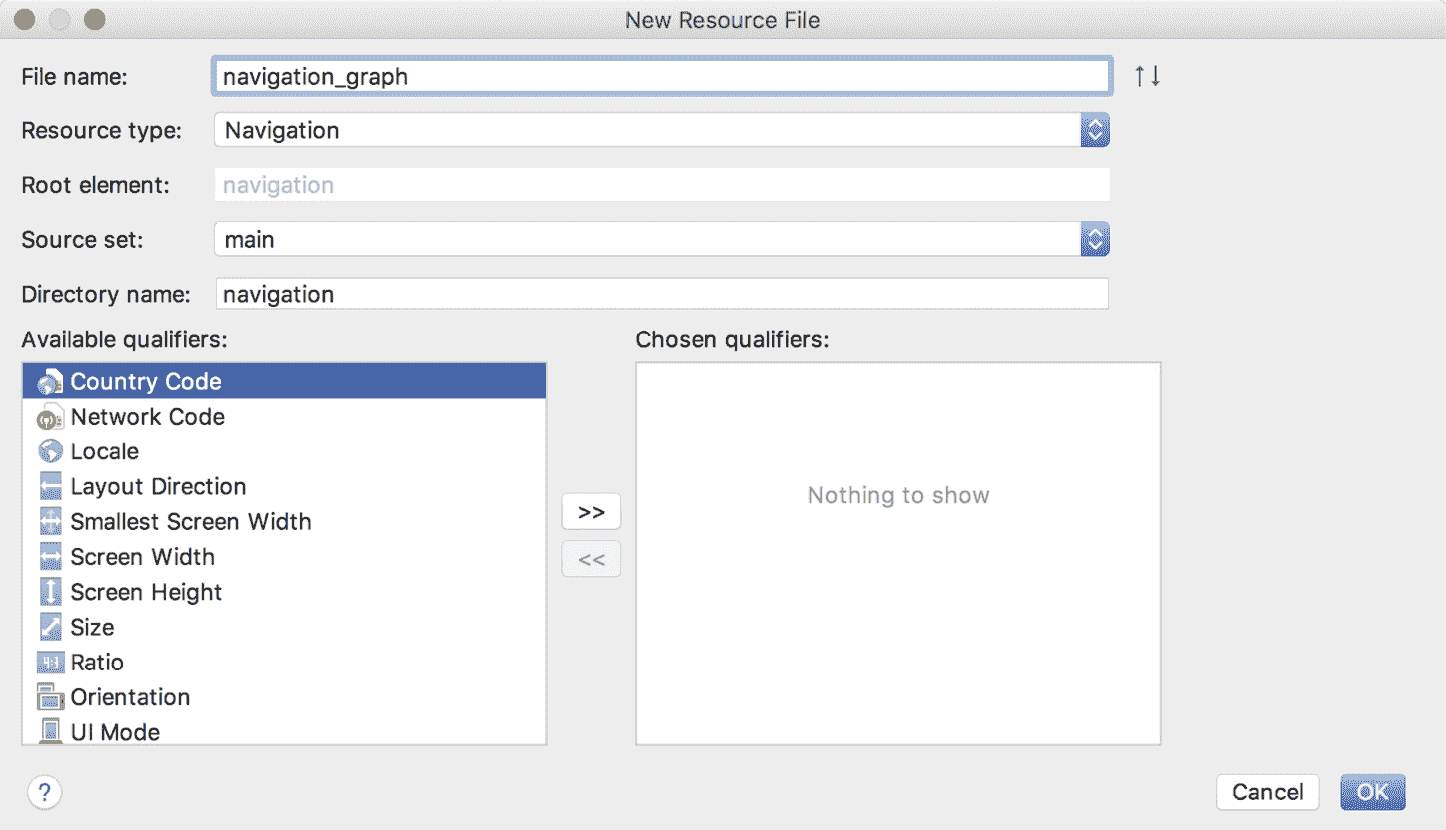 New Resource File
File name: navigation_graph
Resource type: Navigation
Root element: navigation
Source set: main
Directory name: navigation
Available qualifiers:
Country Code
Network Code
Locale
Layout Direction
Smallest Screen Width
Screen Width
Screen Height
Size
Ratio
Orientation
UI Mode
>>
<<
Chosen qualifiers:
Nothing to show
?
Cancel
OK